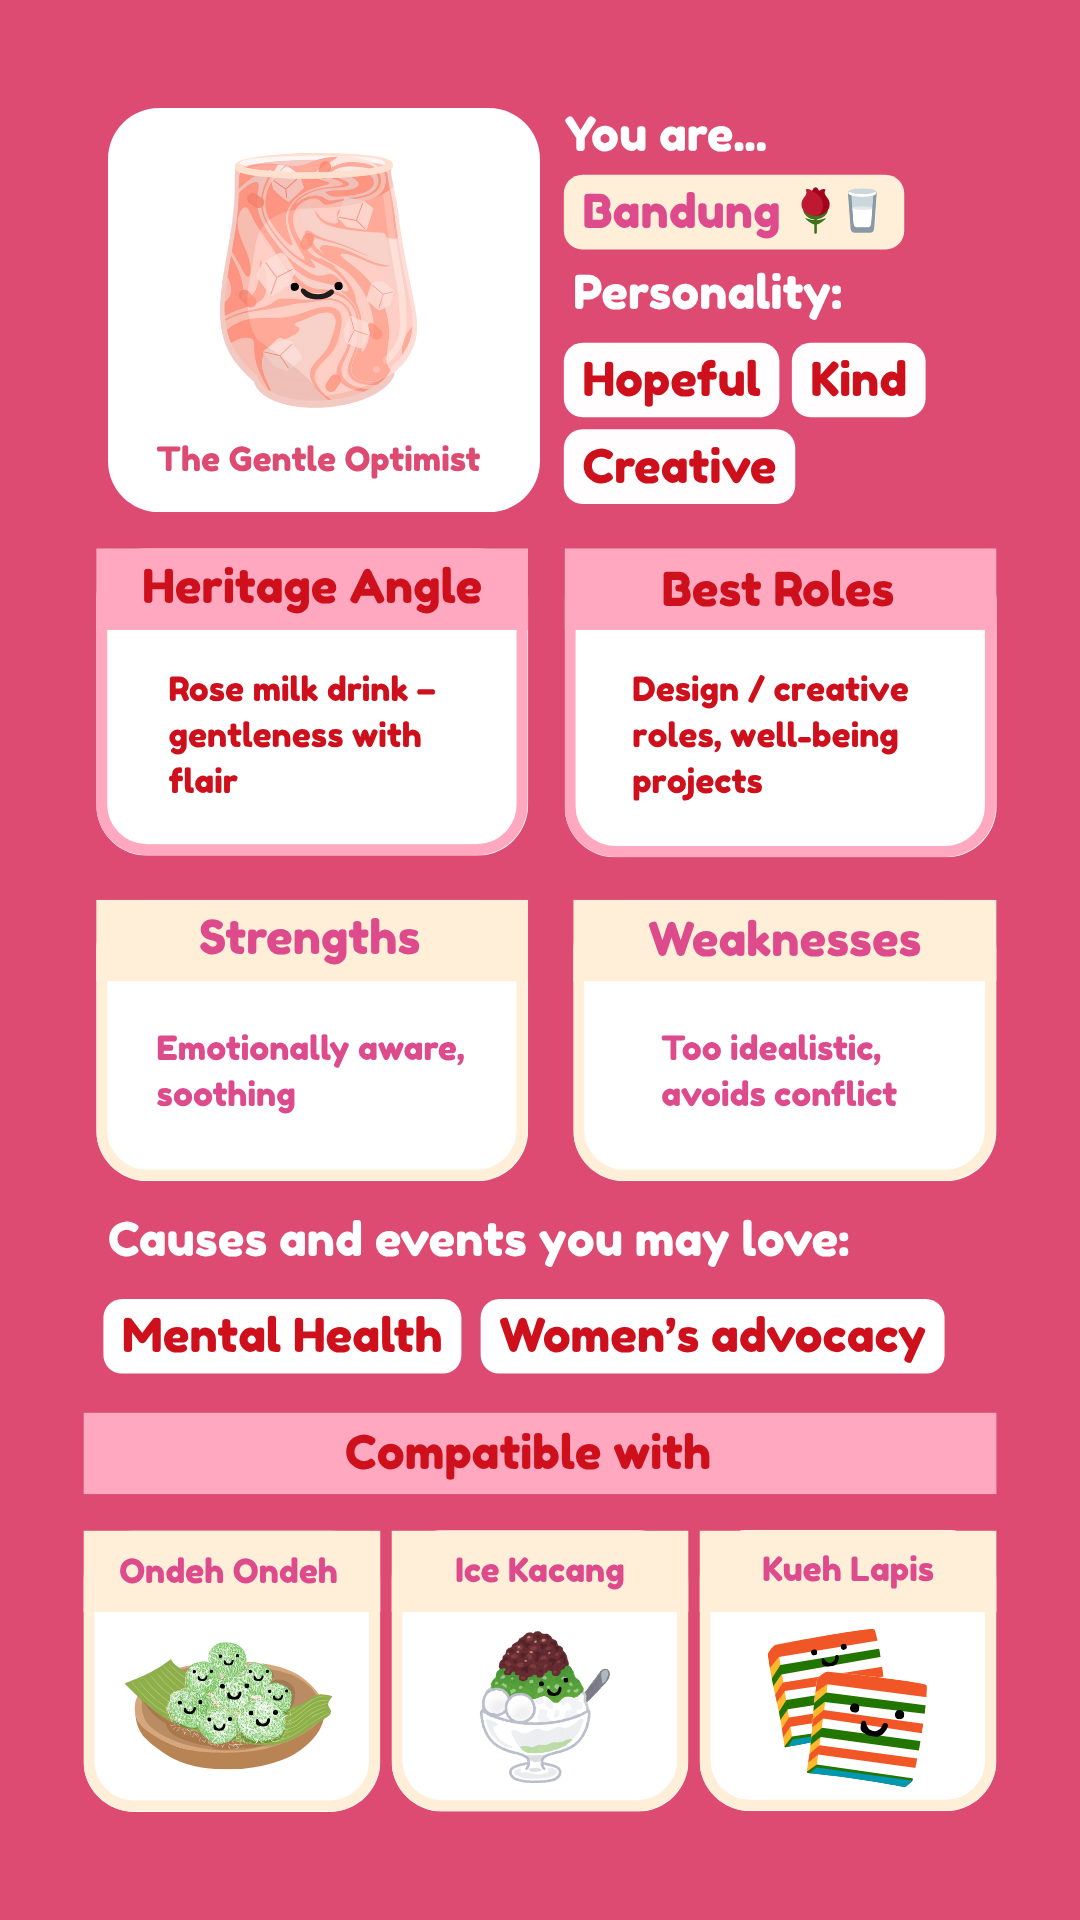 You are...
Bandung 🌹🥛
Personality:
Hopeful
Kind
Creative
The Gentle Optimist
Heritage Angle
Rose milk drink –
gentleness with
flair
Best Roles
Design / creative
roles, well-being
projects
Strengths
Emotionally aware,
soothing
Weaknesses
Too idealistic,
avoids conflict
Causes and events you may love:
Mental Health
Women’s advocacy
Compatible with
Ondeh Ondeh
Ice Kacang
Kueh Lapis